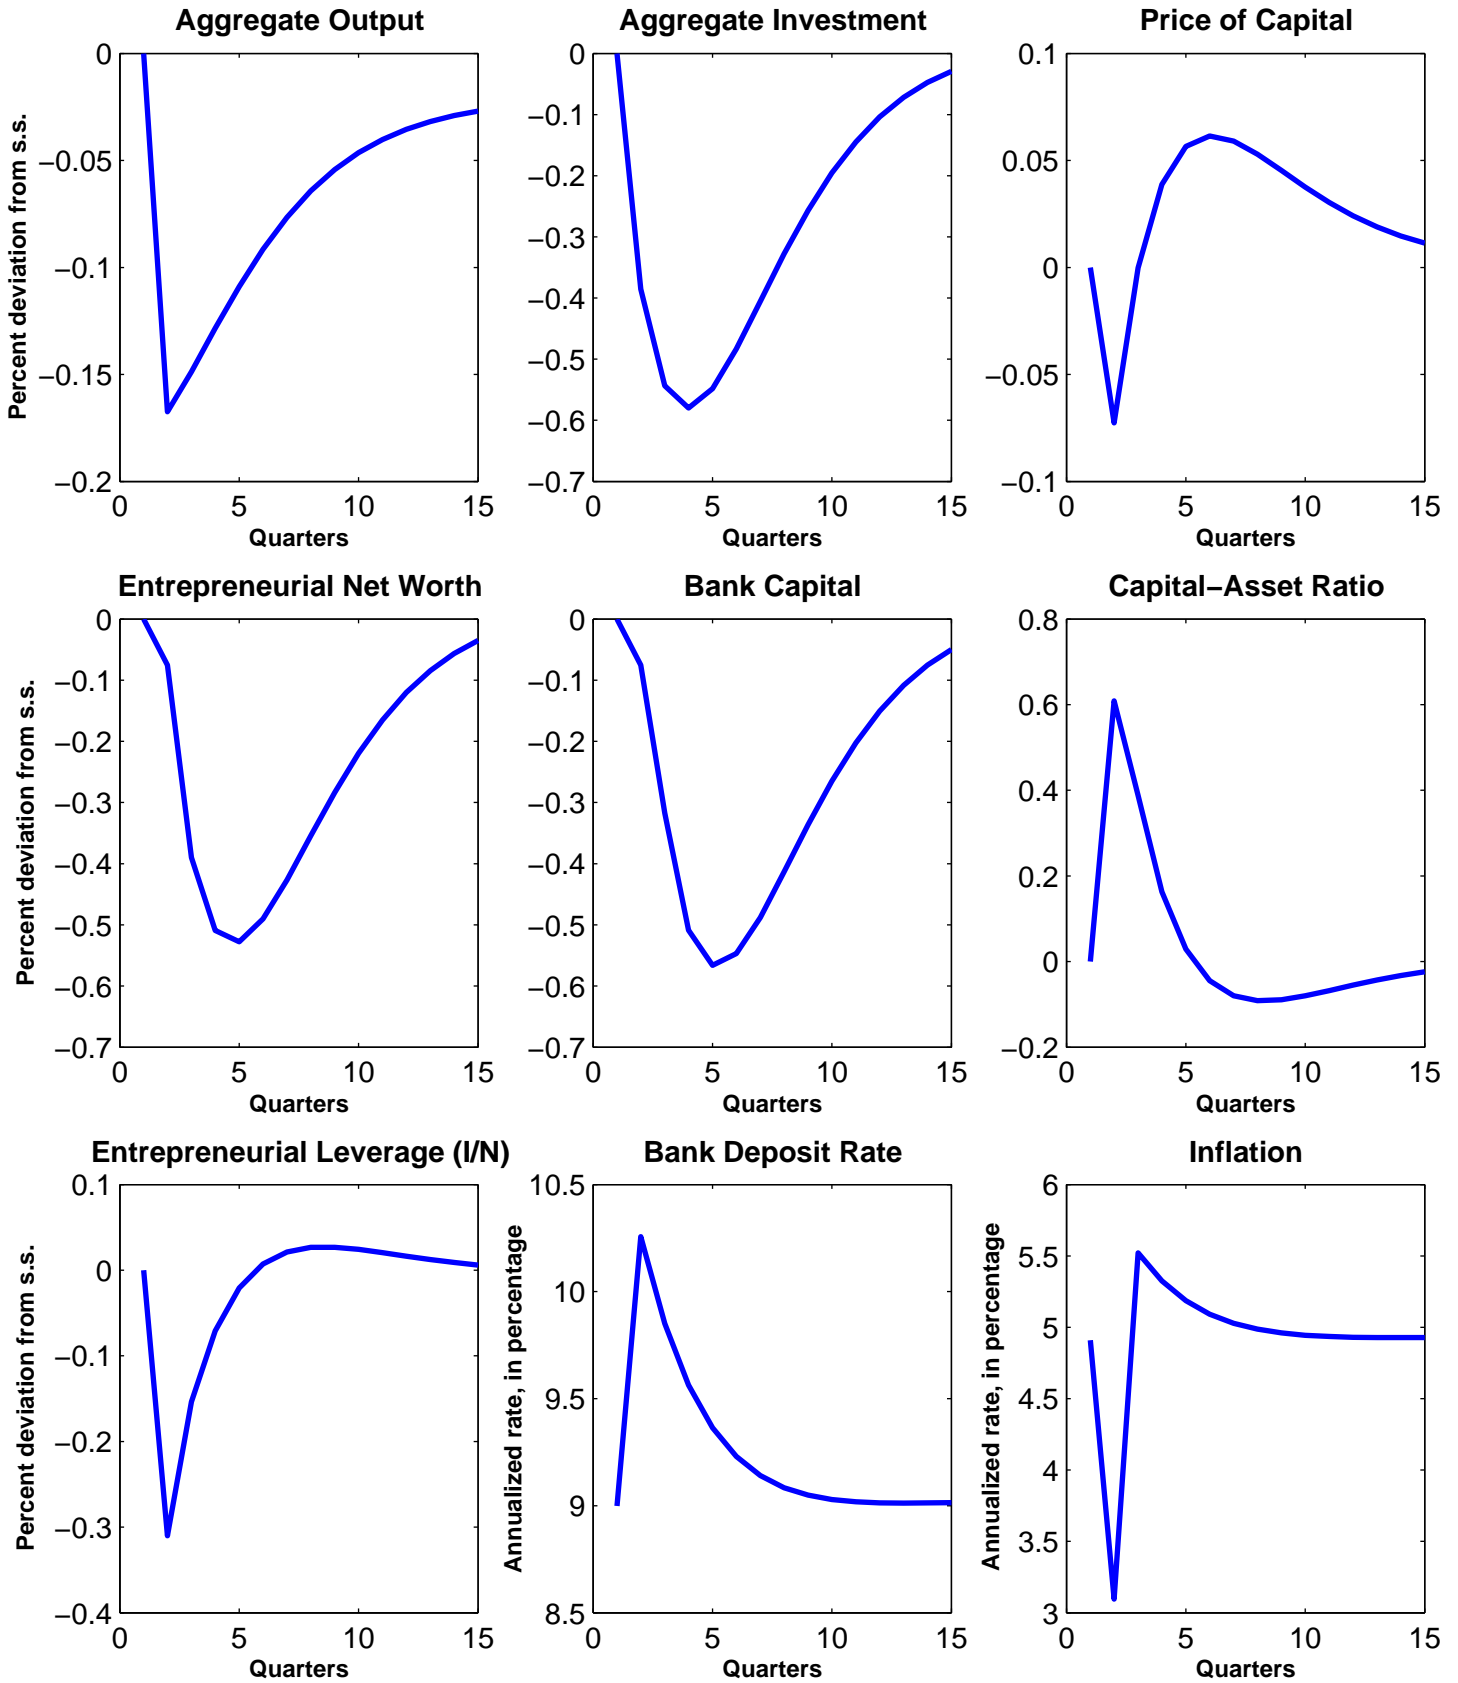 Aggregate Output
Aggregate Investment
Price of Capital
Percent deviation from s.s.
0
−0.05
−0.1
−0.15
−0.2
0 5 10 15
Quarters
0
−0.1
−0.2
−0.3
−0.4
−0.5
−0.6
−0.7
0 5 10 15
Quarters
0.1
0.05
0
−0.05
−0.1
0 5 10 15
Quarters
Entrepreneurial Net Worth
Bank Capital
Capital−Asset Ratio
Percent deviation from s.s.
0
−0.1
−0.2
−0.3
−0.4
−0.5
−0.6
−0.7
0 5 10 15
Quarters
0
−0.1
−0.2
−0.3
−0.4
−0.5
−0.6
−0.7
0 5 10 15
Quarters
0.8
0.6
0.4
0.2
0
−0.2
0 5 10 15
Quarters
Entrepreneurial Leverage (I/N)
Bank Deposit Rate
Inflation
Percent deviation from s.s.
0.1
0
−0.1
−0.2
−0.3
−0.4
0 5 10 15
Quarters
Annualized rate, in percentage
10.5
10
9.5
9
8.5
0 5 10 15
Quarters
Annualized rate, in percentage
6
5.5
5
4.5
4
3.5
3
0 5 10 15
Quarters